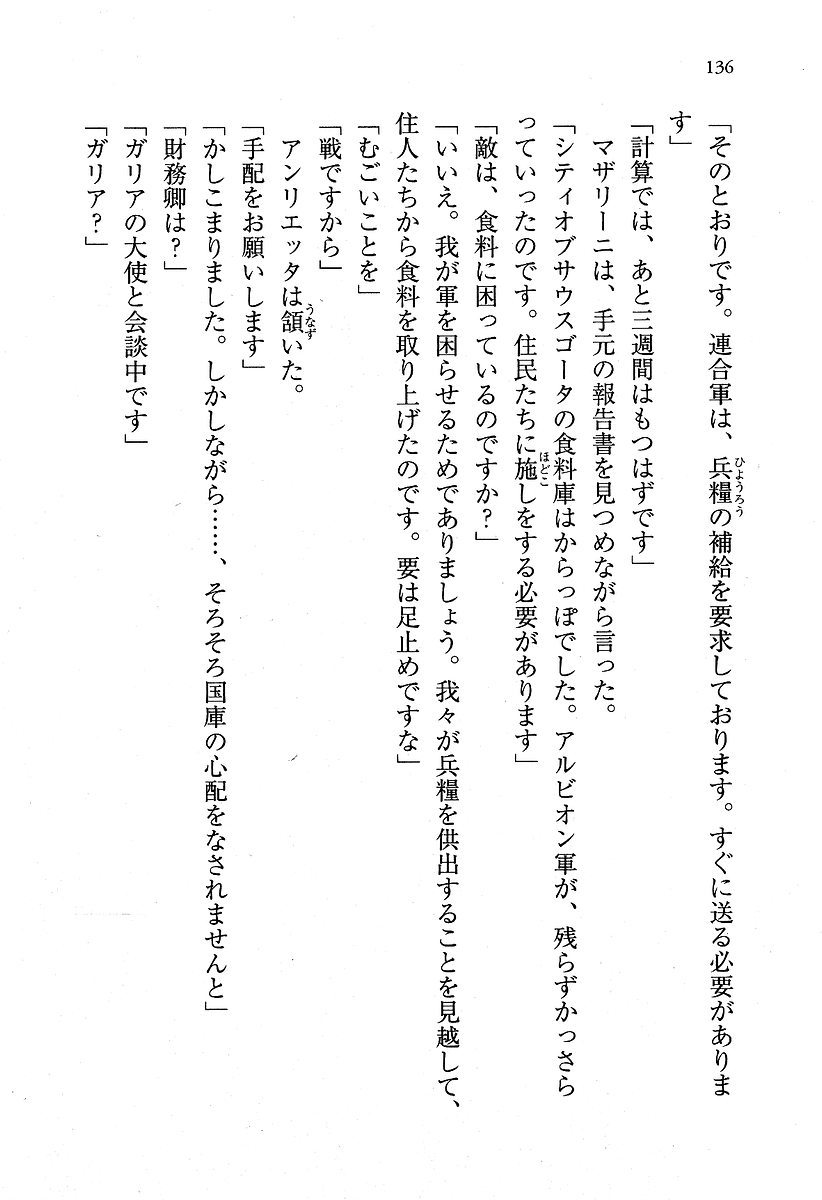 136
「そのとおりです。連合軍は、兵糧の補給を要求しております。すぐに送る必要がありま
す」
「計算では、あと三週間はもつはずです」
マザリーニは、手元の報告書を見つめながら言った。
「シティオブサウスゴータの食料庫はからっぽでした。アルビオン軍が、残らずかっさら
っていったのです。住民たちに施しをする必要があります」
「敵は、食料に困っているのですか?」
「いいえ。我が軍を困らせるためでありましょう。我々が兵糧を供出することを見越して、
住人たちから食料を取り上げたのです。要は足止めですな」
「むごいことを」
「戦ですから」
アンリエッタは頷いた。
「手配をお願いします」
「かしこまりました。しかしながら……、そろそろ国庫の心配をなされませんと」
「財務卿は?」
「ガリアの大使と会談中です」
「ガリア?」